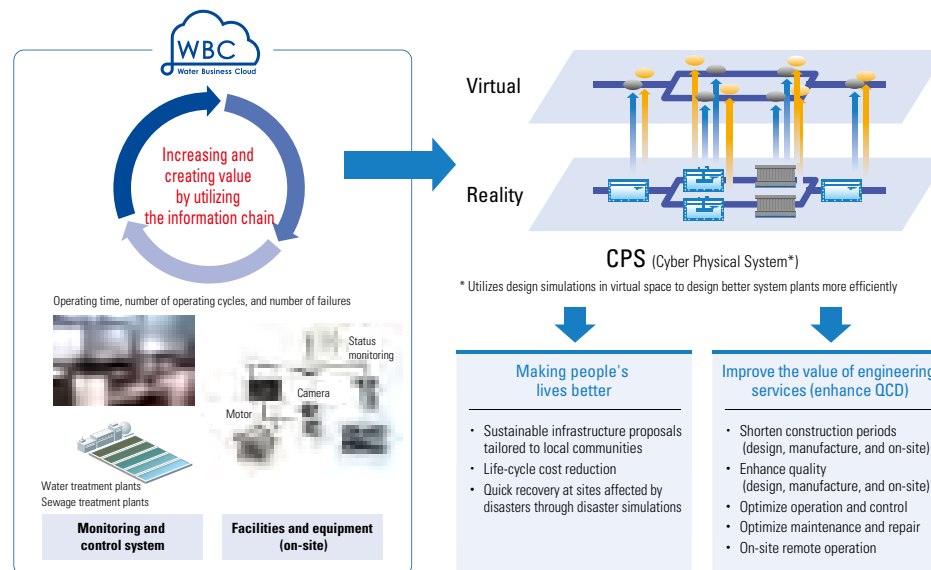 WBC
Water Business Cloud
Increasing and
creating value
by utilizing
the information chain
Operating time, number of operating cycles, and number of failures
Status
monitoring
Camera
Motor
Water treatment plants
Sewage treatment plants
Monitoring and
control system
Facilities and equipment
(on-site)
Virtual
Reality
CPS (Cyber Physical System*)
* Utilizes design simulations in virtual space to design better system plants more efficiently
Making people's
lives better
• Sustainable infrastructure proposals
tailored to local communities
• Life-cycle cost reduction
• Quick recovery at sites affected by
disasters through disaster simulations
Improve the value of engineering
services (enhance QCD)
• Shorten construction periods
(design, manufacture, and on-site)
• Enhance quality
(design, manufacture, and on-site)
• Optimize operation and control
• Optimize maintenance and repair
• On-site remote operation